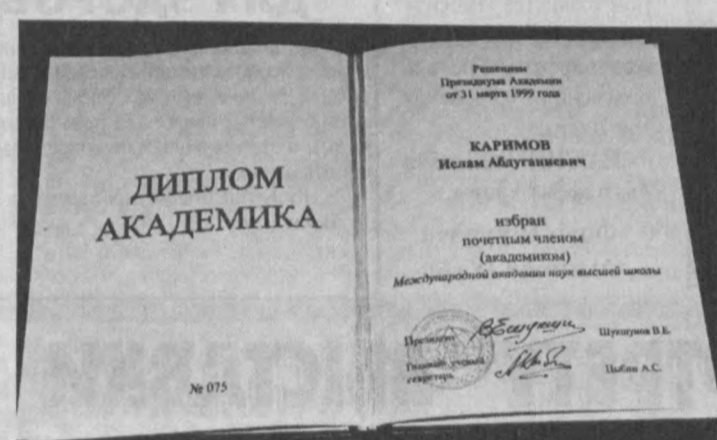 ДИПЛОМ
АКАДЕМИКА
№ 075
Решением
Президиума Академии
от 31 марта 1999 года
КАРИМОВ
Ислам Абдуганиевич
избран
почетным членом
(академиком)
Международной академии наук высшей школы
Президент
Шукшунов В.Е.
Главный ученый
секретарь
Цыбин А.С.